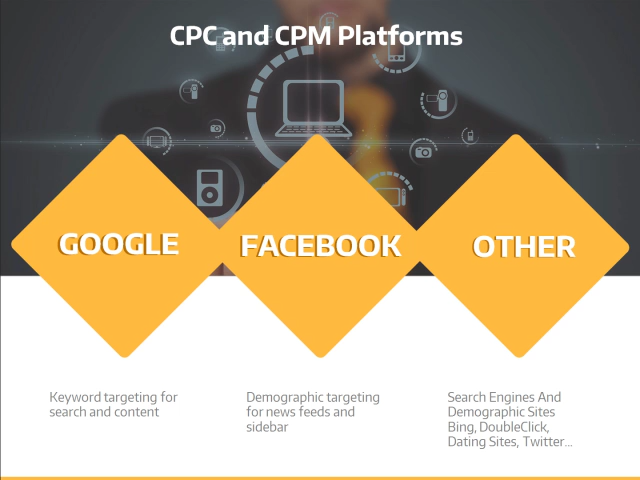 CPC and CPM Platforms
GOOGLE
FACEBOOK
OTHER
Keyword targeting for
search and content
Demographic targeting
for news feeds and
sidebar
Search Engines And
Demographic Sites
Bing, DoubleClick,
Dating Sites, Twitter...